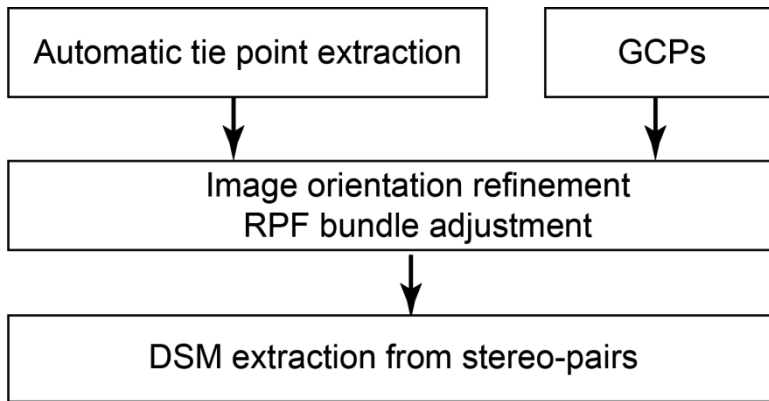 Automatic tie point extraction
GCPs
Image orientation refinement
RPF bundle adjustment
DSM extraction from stereo-pairs